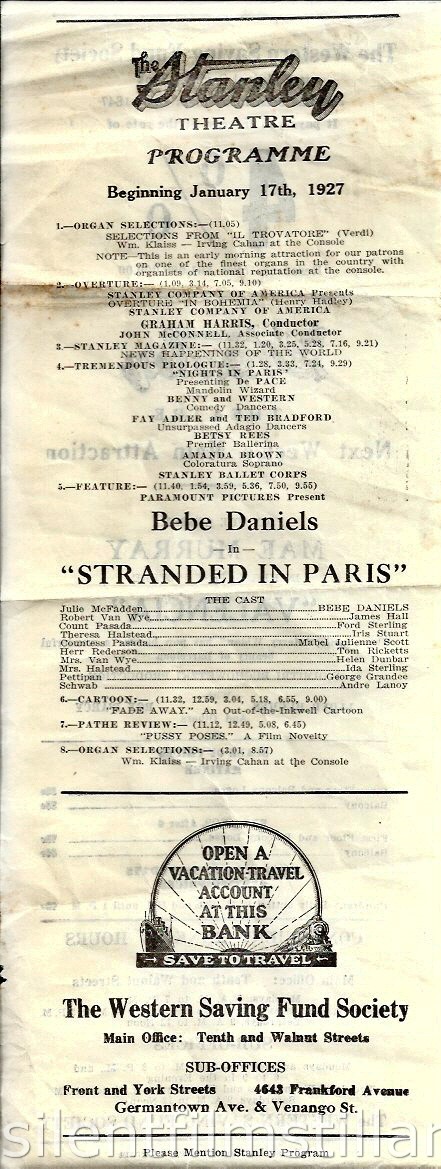 The Stanley
THEATRE
PROGRAMME
Beginning January 17th, 1927
1.—ORGAN SELECTIONS:—(11.05)
SELECTIONS FROM "IL TROVATORE" (Verdi)
Wm. Klaiss — Irving Cahan at the Console
NOTE—This is an early morning attraction for our patrons
on one of the finest organs in the country with
organists of national reputation at the console.
2.—OVERTURE:—(1.09, 3.14, 7.05, 9.10)
STANLEY COMPANY OF AMERICA Presents
OVERTURE "IN BOHEMIA" (Henry Hadley)
STANLEY COMPANY OF AMERICA
GRAHAM HARRIS, Conductor
JOHN McCONNELL, Associate Conductor
3.—STANLEY MAGAZINE:—(11.32, 1.20, 3.25, 5.28, 7.16, 9.21)
NEWS HAPPENINGS OF THE WORLD
4.—TREMENDOUS PROLOGUE:—(1.28, 3.33, 7.24, 9.29)
"NIGHTS IN PARIS"
Presenting De PACE
Mandolin Wizard
BENNY and WESTERN
Comedy Dancers
FAY ADLER and TED BRADFORD
Unsurpassed Adagio Dancers
BETSY REES
Premier Ballerina
AMANDA BROWN
Coloratura Soprano
STANLEY BALLET CORPS
5.—FEATURE:—(11.40, 1.54, 3.59, 5.36, 7.50, 9.55)
PARAMOUNT PICTURES Present
Bebe Daniels
—In—
"STRANDED IN PARIS"
THE CAST
Julie McFadden BEBE DANIELS
Robert Van Wye James Hall
Count Pasada Ford Sterling
Theresa Halstead Iris Stuart
Countess Pasada Mabel Julienne Scott
Herr Rederson Tom Ricketts
Mrs. Van Wye Helen Dunbar
Mrs. Halstead Ida Sterling
Pettipan George Grandee
Schwab Andre Lanoy
6.—CARTOON:—(11.32, 12.59, 3.04, 5.18, 6.55, 9.00)
"FADE AWAY." An Out-of-the-Inkwell Cartoon
7.—PATHE REVIEW:—(11.12, 12.49, 5.08, 6.45)
"PUSSY POSES." A Film Novelty
8.—ORGAN SELECTIONS:—(3.01, 8.57)
Wm. Klaiss — Irving Cahan at the Console
OPEN A
VACATION-TRAVEL
ACCOUNT
AT THIS
BANK
SAVE TO TRAVEL
The Western Saving Fund Society
Main Office: Tenth and Walnut Streets
SUB-OFFICES
Front and York Streets 4643 Frankford Avenue
Germantown Ave. & Venango St.
silentfilmstillar
Please Mention Stanley Program